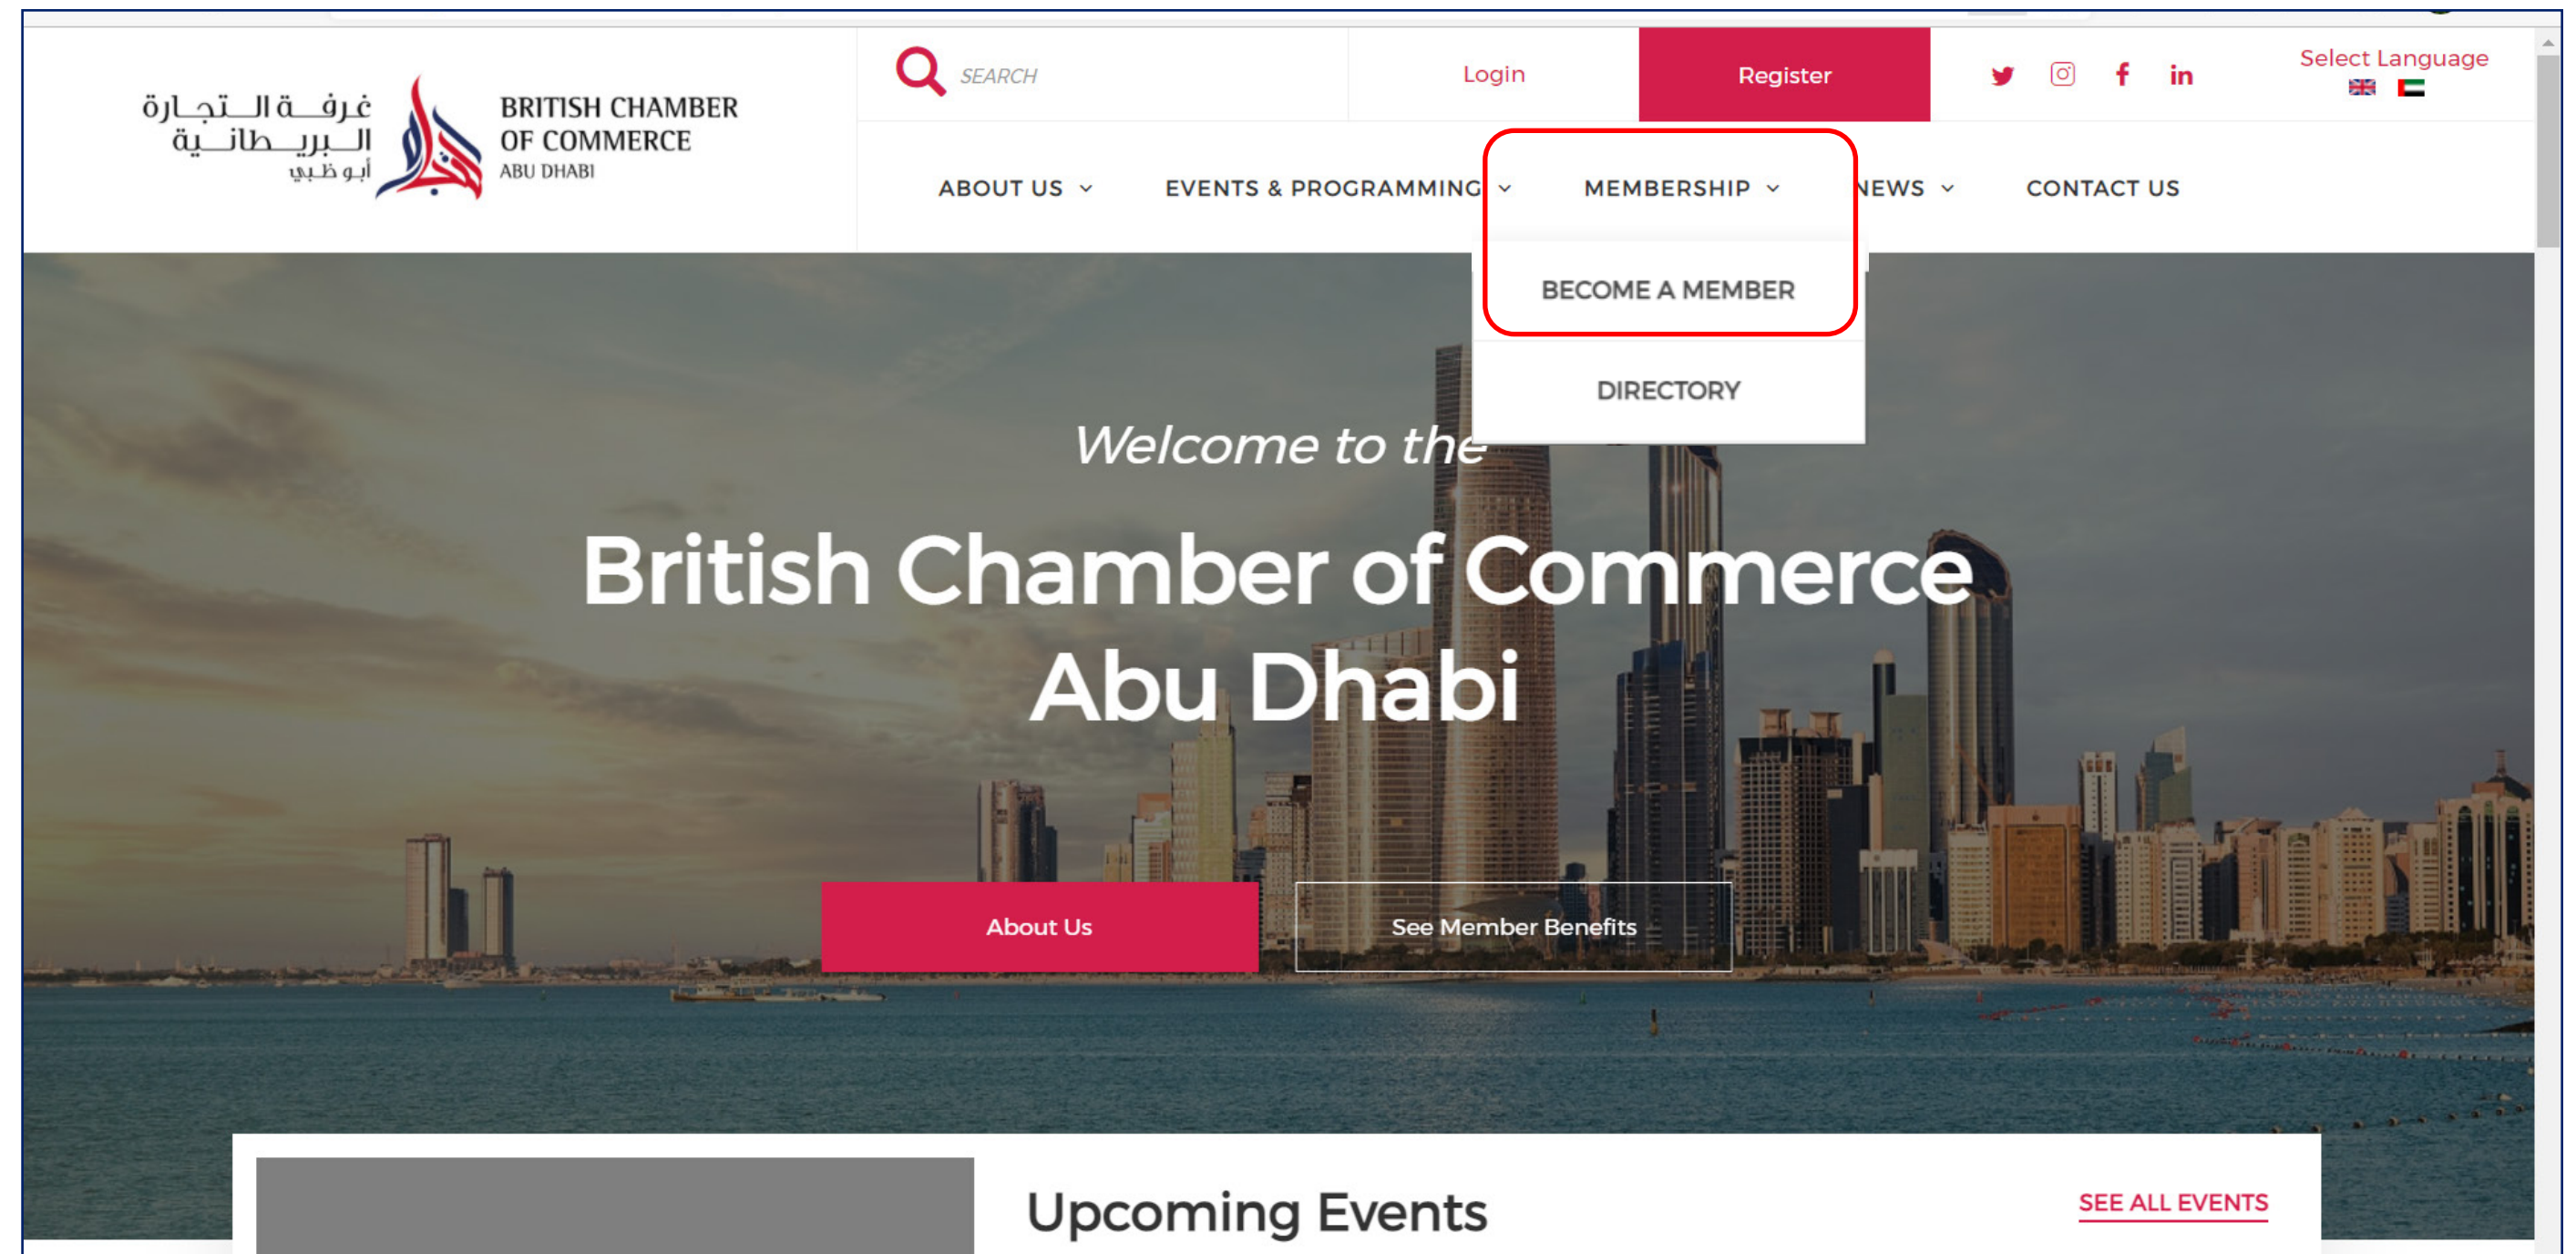 غرفة التجارة
البريطانية
أبوظبي
BRITISH CHAMBER
OF COMMERCE
ABU DHABI
SEARCH
Login
Register
Select Language
ABOUT US
EVENTS & PROGRAMMING
MEMBERSHIP
NEWS
CONTACT US
BECOME A MEMBER
DIRECTORY
Welcome to the
British Chamber of Commerce
Abu Dhabi
About Us
See Member Benefits
Upcoming Events
SEE ALL EVENTS